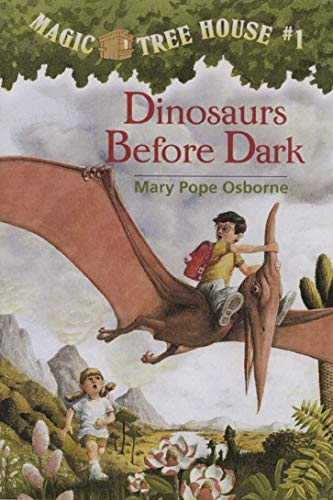 MAGIC TREE HOUSE #1
Dinosaurs
Before Dark
Mary Pope Osborne